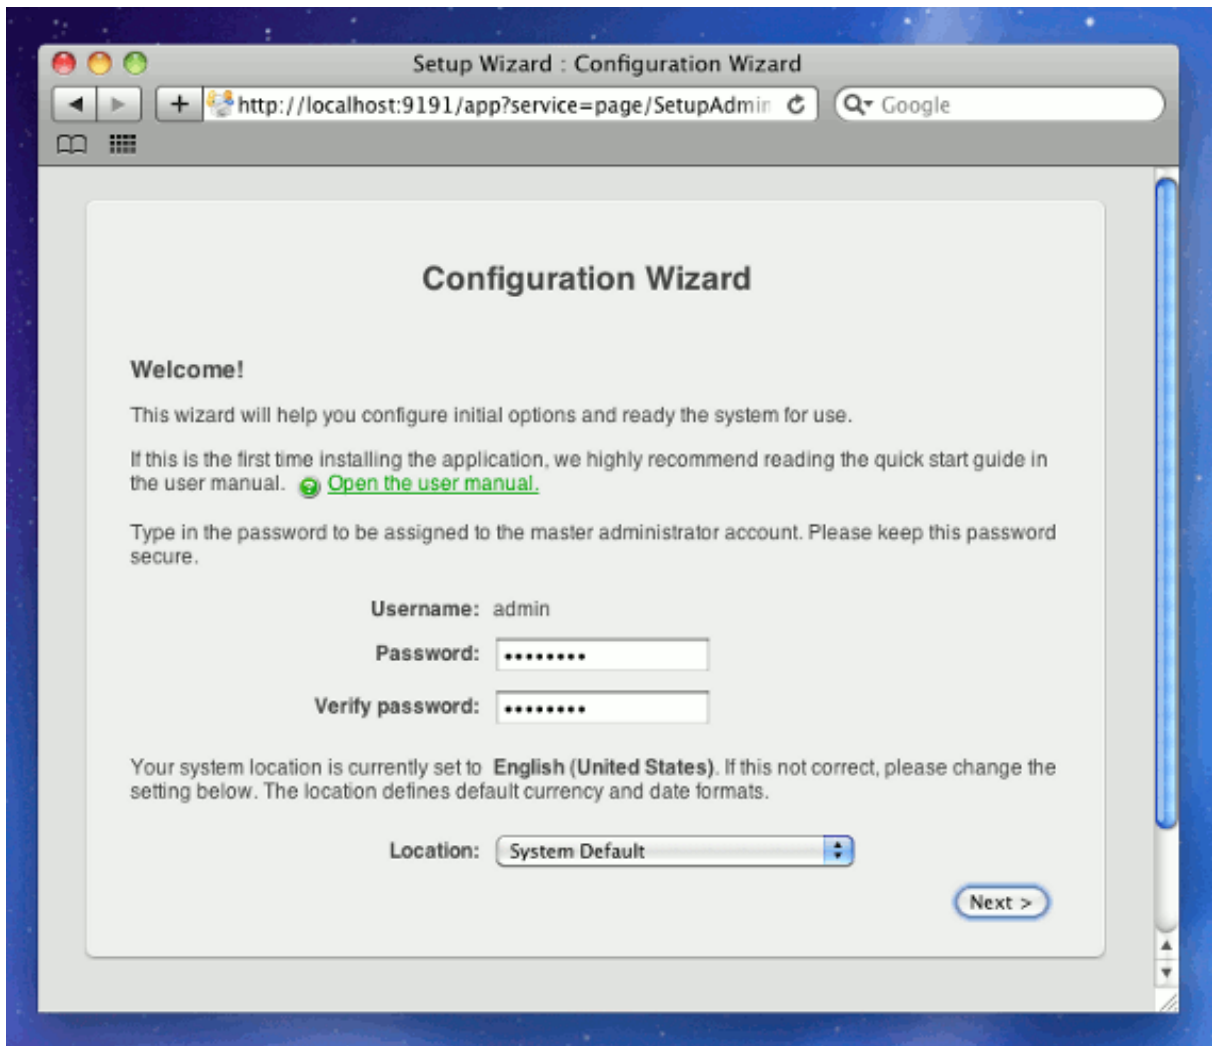 Setup Wizard : Configuration Wizard
http://localhost:9191/app?service=page/SetupAdmin
Google
Configuration Wizard
Welcome!
This wizard will help you configure initial options and ready the system for use.
If this is the first time installing the application, we highly recommend reading the quick start guide in
the user manual. Open the user manual.
Type in the password to be assigned to the master administrator account. Please keep this password
secure.
Username: admin
Password: ••••••••
Verify password: ••••••••
Your system location is currently set to English (United States). If this not correct, please change the
setting below. The location defines default currency and date formats.
Location: System Default
Next >